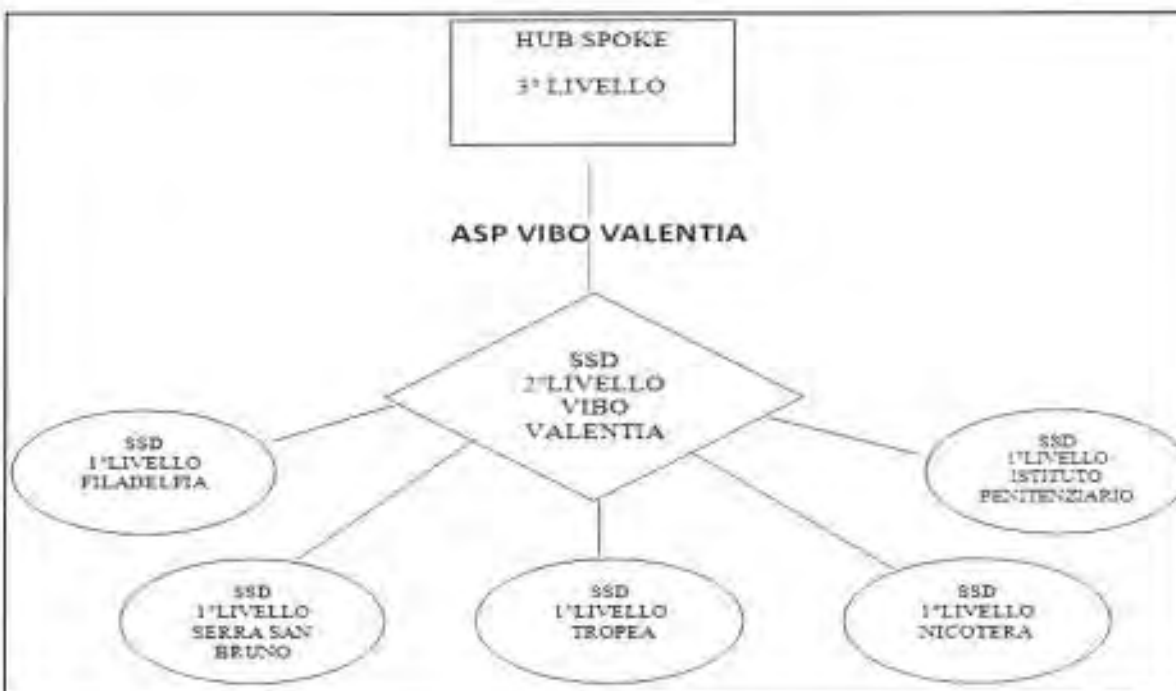 HUB SPOKE
3° LIVELLO
ASP VIBO VALENTIA
SSD
2°LIVELLO
VIBO
VALENTIA
SSD
1°LIVELLO
FILADELFIA
SSD
1°LIVELLO
ISTITUTO
PENITENZIARIO
SSD
1°LIVELLO
SERRA SAN
BRUNO
SSD
1°LIVELLO
TROPEA
SSD
1°LIVELLO
NICOTERA